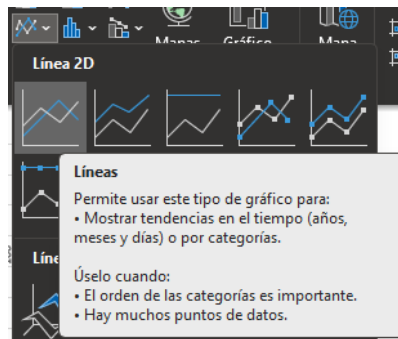 Mapas Gráfico Mapa
Línea 2D
Líneas
Permite usar este tipo de gráfico para:
• Mostrar tendencias en el tiempo (años,
meses y días) o por categorías.
Úselo cuando:
• El orden de las categorías es importante.
• Hay muchos puntos de datos.